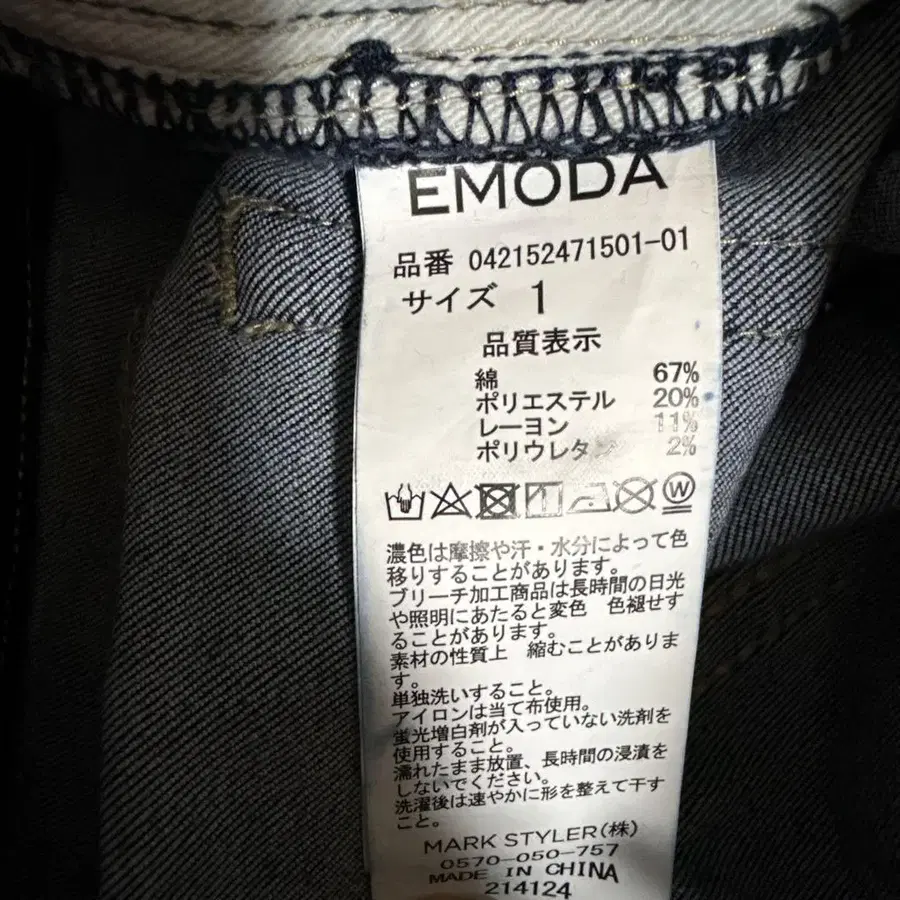 EMODA
品番 042152471501-01
サイズ 1
品質表示
綿 67%
ポリエステル 20%
レーヨン 11%
ポリウレタン 2%
W
濃色は摩擦や汗・水分によって色
移りすることがあります。
ブリーチ加工商品は長時間の日光
や照明にあたると変色 色褪せす
ることがあります。
素材の性質上 縮むことがありま
す。
単独洗いすること。
アイロンは当て布使用。
蛍光増白剤が入っていない洗剤を
使用すること。
濡れたまま放置、長時間の浸漬を
しないでください。
洗濯後は速やかに形を整えて干す
こと。
MARK STYLER(株)
0570-050-757
MADE IN CHINA
214124